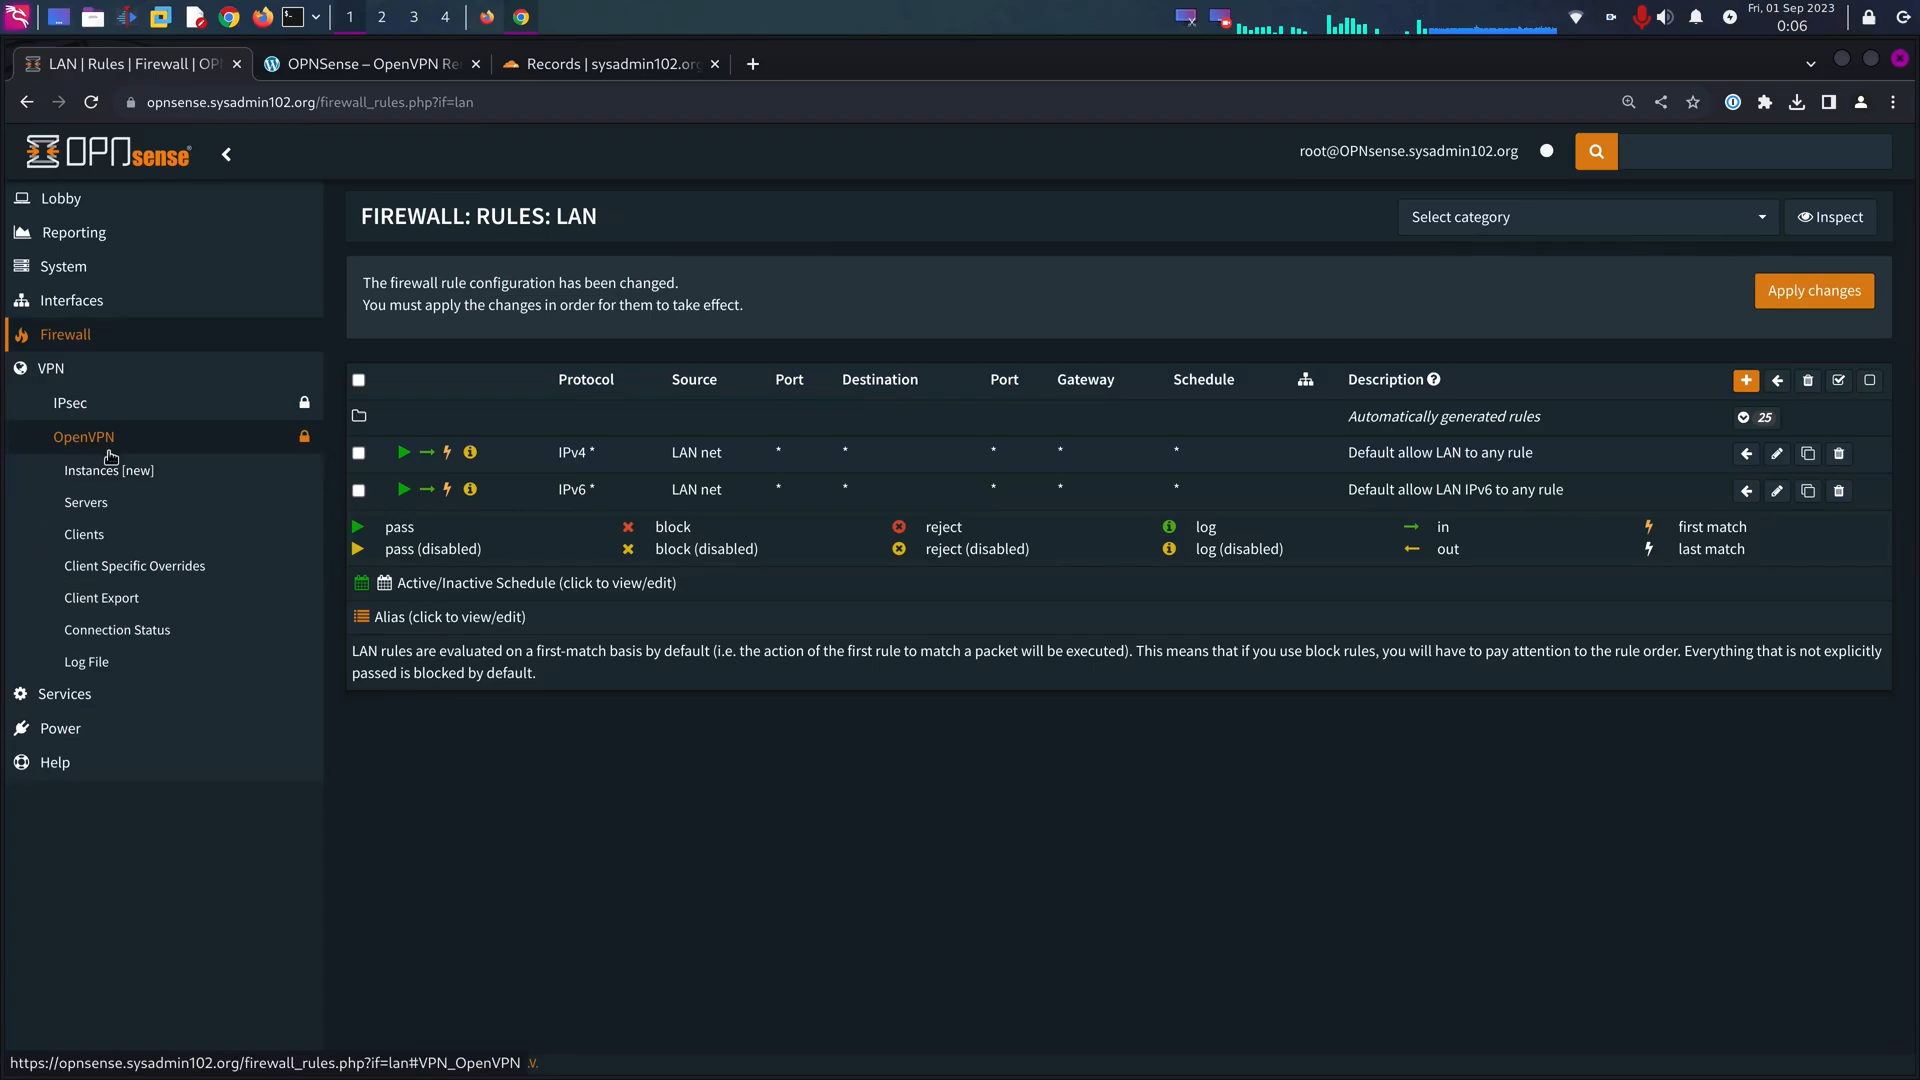 1 2 3 4
Fri, 01 Sep 2023
0:06
LAN | Rules | Firewall | OP
OPNSense – OpenVPN Re
Records | sysadmin102.or
opnsense.sysadmin102.org/firewall_rules.php?if=lan
OPNsense
root@OPNsense.sysadmin102.org
Lobby
Reporting
System
Interfaces
Firewall
VPN
IPsec
OpenVPN
Instances [new]
Servers
Clients
Client Specific Overrides
Client Export
Connection Status
Log File
Services
Power
Help
FIREWALL: RULES: LAN
Select category
Inspect
The firewall rule configuration has been changed.
You must apply the changes in order for them to take effect.
Apply changes
Protocol Source Port Destination Port Gateway Schedule Description
Automatically generated rules 25
IPv4 * LAN net * * * * * Default allow LAN to any rule
IPv6 * LAN net * * * * * Default allow LAN IPv6 to any rule
pass block reject log in first match
pass (disabled) block (disabled) reject (disabled) log (disabled) out last match
Active/Inactive Schedule (click to view/edit)
Alias (click to view/edit)
LAN rules are evaluated on a first-match basis by default (i.e. the action of the first rule to match a packet will be executed). This means that if you use block rules, you will have to pay attention to the rule order. Everything that is not explicitly
passed is blocked by default.
https://opnsense.sysadmin102.org/firewall_rules.php?if=lan#VPN_OpenVPN